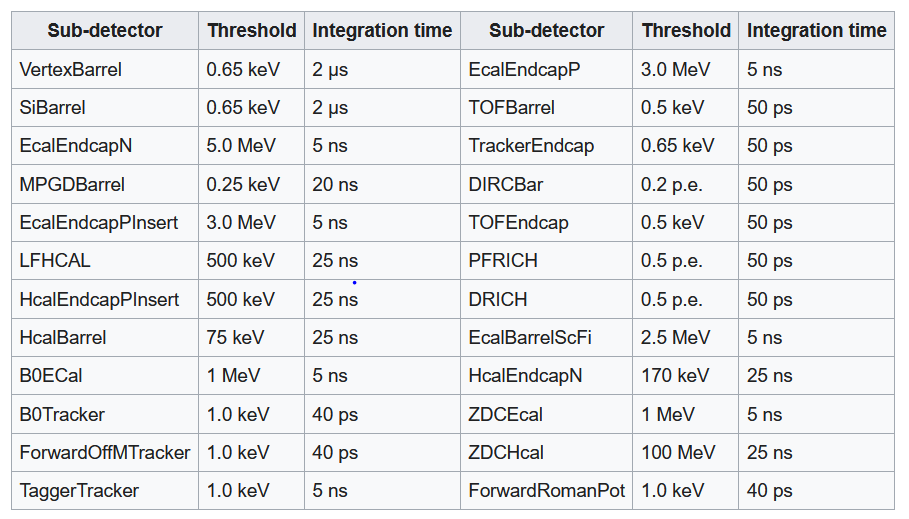 Sub-detector Threshold Integration time Sub-detector Threshold Integration time
VertexBarrel 0.65 keV 2 µs EcalEndcapP 3.0 MeV 5 ns
SiBarrel 0.65 keV 2 µs TOFBarrel 0.5 keV 50 ps
EcalEndcapN 5.0 MeV 5 ns TrackerEndcap 0.65 keV 50 ps
MPGDBarrel 0.25 keV 20 ns DIRCBar 0.2 p.e. 50 ps
EcalEndcapPInsert 3.0 MeV 5 ns TOFEndcap 0.5 keV 50 ps
LFHCAL 500 keV 25 ns PFRICH 0.5 p.e. 50 ps
HcalEndcapPInsert 500 keV 25 ns DRICH 0.5 p.e. 50 ps
HcalBarrel 75 keV 25 ns EcalBarrelScFi 2.5 MeV 5 ns
B0ECal 1 MeV 5 ns HcalEndcapN 170 keV 25 ns
B0Tracker 1.0 keV 40 ps ZDCEcal 1 MeV 5 ns
ForwardOffMTracker 1.0 keV 40 ps ZDCHcal 100 MeV 25 ns
TaggerTracker 1.0 keV 5 ns ForwardRomanPot 1.0 keV 40 ps